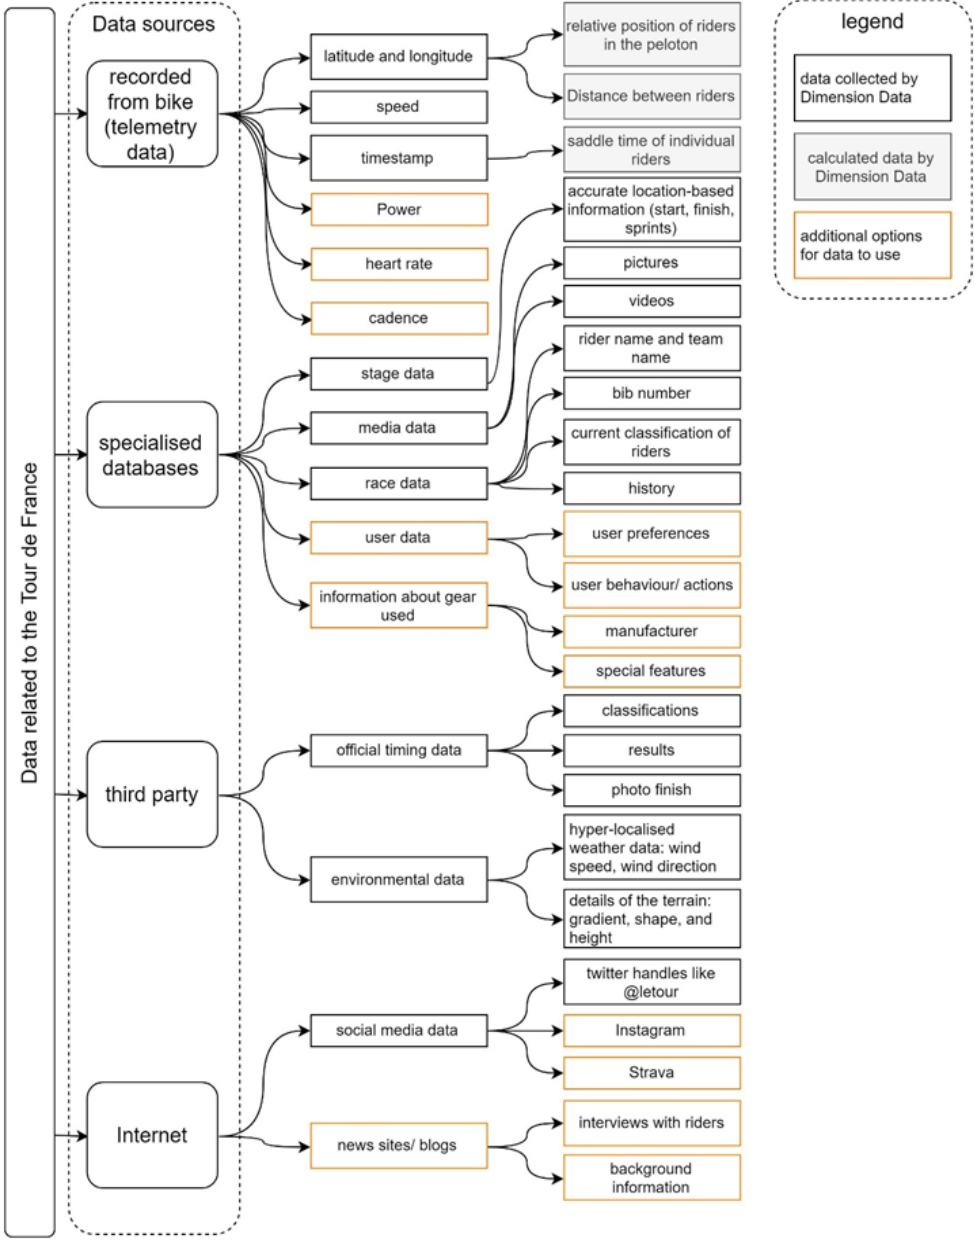 Data related to the Tour de France
Data sources
recorded
from bike
(telemetry
data)
latitude and longitude
relative position of riders
in the peloton
Distance between riders
speed
timestamp
saddle time of individual
riders
Power
heart rate
cadence
specialised
databases
stage data
accurate location-based
information (start, finish,
sprints)
media data
pictures
videos
race data
rider name and team
name
bib number
current classification of
riders
history
user data
user preferences
user behaviour/ actions
information about gear
used
manufacturer
special features
third party
official timing data
classifications
results
photo finish
environmental data
hyper-localised
weather data: wind
speed, wind direction
details of the terrain:
gradient, shape, and
height
Internet
social media data
twitter handles like
@letour
Instagram
Strava
news sites/ blogs
interviews with riders
background
information
legend
data collected by
Dimension Data
calculated data by
Dimension Data
additional options
for data to use